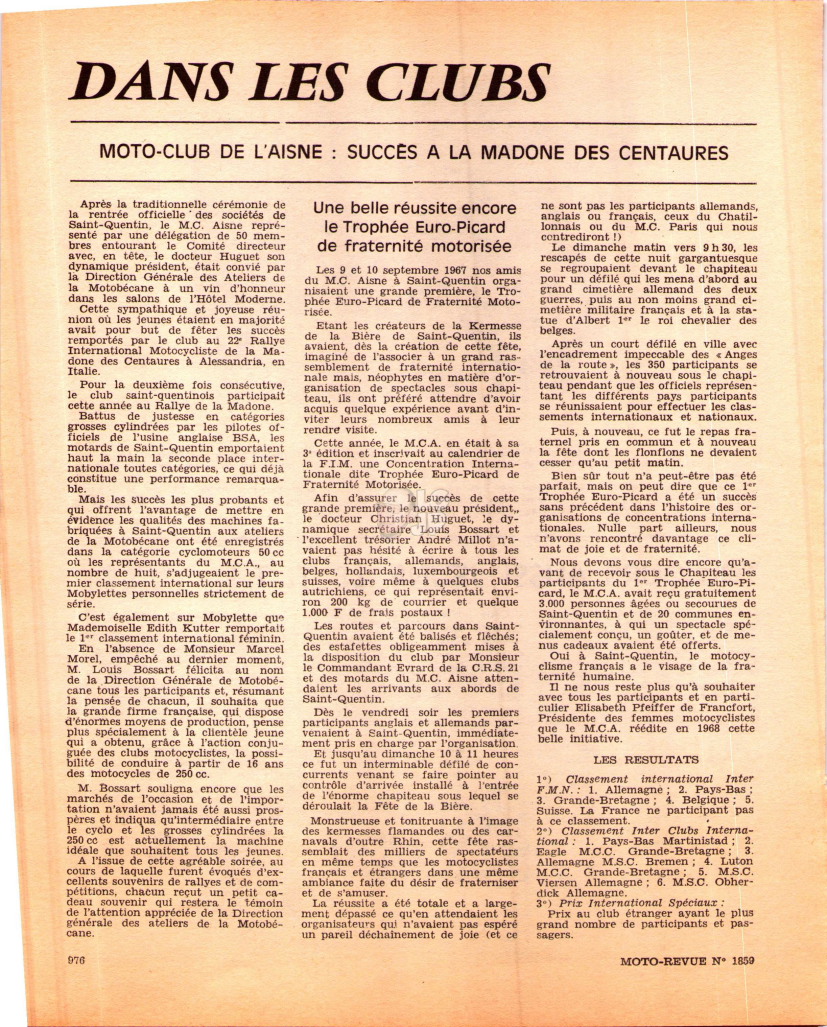 DANS LES CLUBS
MOTO-CLUB DE L'AISNE : SUCCÈS A LA MADONE DES CENTAURES
Après la traditionnelle cérémonie de
la rentrée officielle des sociétés de
Saint-Quentin, le M.C. Aisne repré-
senté par une délégation de 50 mem-
bres entourant le Comité directeur
avec, en tête, le docteur Huguet son
dynamique président, était convié par
la Direction Générale des Ateliers de
la Motobécane à un vin d'honneur
dans les salons de l'Hôtel Moderne.
Cette sympathique et joyeuse réu-
nion où les jeunes étaient en majorité
avait pour but de fêter les succès
remportés par le club au 22e Rallye
International Motocycliste de la Ma-
done des Centaures à Alessandria, en
Italie.
Pour la deuxième fois consécutive,
le club saint-quentinois participait
cette année au Rallye de la Madone.
Battus de justesse en catégories
grosses cylindrées par les pilotes of-
ficiels de l'usine anglaise BSA, les
motards de Saint-Quentin emportaient
haut la main la seconde place inter-
nationale toutes catégories, ce qui déjà
constitue une performance remarqua-
ble.
Mais les succès les plus probants et
qui offrent l'avantage de mettre en
évidence les qualités des machines fa-
briquées à Saint-Quentin aux ateliers
de la Motobécane ont été enregistrés
dans la catégorie cyclomoteurs 50 cc
où les représentants du M.C.A., au
nombre de huit, s'adjugeaient le pre-
mier classement international sur leurs
Mobylettes personnelles strictement de
série.
C'est également sur Mobylette que
Mademoiselle Edith Kutter remportait
le 1er classement international féminin.
En l'absence de Monsieur Marcel
Morel, empêché au dernier moment,
M. Louis Bossart félicita au nom
de la Direction Générale de Motobé-
cane tous les participants et, résumant
la pensée de chacun, il souhaita que
la grande firme française, qui dispose
d'énormes moyens de production, pense
plus spécialement à la clientèle jeune
qui a obtenu, grâce à l'action conju-
guée des clubs motocyclistes, la possi-
bilité de conduire à partir de 16 ans
des motocycles de 250 cc.
M. Bossart souligna encore que les
marchés de l'occasion et de l'impor-
tation n'avaient jamais été aussi pros-
pères et indiqua qu'intermédiaire entre
le cyclo et les grosses cylindrées la
250 cc est actuellement la machine
idéale que souhaitent tous les jeunes.
A l'issue de cette agréable soirée, au
cours de laquelle furent évoqués d'ex-
cellents souvenirs de rallyes et de com-
pétitions, chacun reçut un petit ca-
deau souvenir qui restera le témoin
de l'attention appréciée de la Direction
générale des ateliers de la Motobé-
cane.
Une belle réussite encore
le Trophée Euro-Picard
de fraternité motorisée
Les 9 et 10 septembre 1967 nos amis
du M.C. Aisne à Saint-Quentin orga-
nisaient une grande première, le Tro-
phée Euro-Picard de Fraternité Moto-
risée.
Etant les créateurs de la Kermesse
de la Bière de Saint-Quentin, ils
avaient, dès la création de cette fête,
imaginé de l'associer à un grand ras-
semblement de fraternité internatio-
nale mais, néophytes en matière d'or-
ganisation de spectacles sous chapi-
teau, ils ont préféré attendre d'avoir
acquis quelque expérience avant d'in-
viter leurs nombreux amis à leur
rendre visite.
Cette année, le M.C.A. en était à sa
3e édition et inscrivait au calendrier de
la F.I.M. une Concentration Interna-
tionale dite Trophée Euro-Picard de
Fraternité Motorisée.
Afin d'assurer le succès de cette
grande première, le nouveau président,,
le docteur Christian Huguet, le dy-
namique secrétaire Louis Bossart et
l'excellent trésorier André Millot n'a-
vaient pas hésité à écrire à tous les
clubs français, allemands, anglais,
belges, hollandais, luxembourgeois et
suisses, voire même à quelques clubs
autrichiens, ce qui représentait envi-
ron 200 kg de courrier et quelque
1.000 F de frais postaux !
Les routes et parcours dans Saint-
Quentin avaient été balisés et fléchés;
des estafettes obligeamment mises à
la disposition du club par Monsieur
le Commandant Evrard de la C.R.S. 21
et des motards du M.C. Aisne atten-
daient les arrivants aux abords de
Saint-Quentin.
Dès le vendredi soir les premiers
participants anglais et allemands par-
venaient à Saint-Quentin, immédiate-
ment pris en charge par l'organisation.
Et jusqu'au dimanche 10 à 11 heures
ce fut un interminable défilé de con-
currents venant se faire pointer au
contrôle d'arrivée installé à l'entrée
de l'énorme chapiteau sous lequel se
déroulait la Fête de la Bière.
Monstrueuse et tonitruante à l'image
des kermesses flamandes ou des car-
navals d'outre Rhin, cette fête ras-
semblait des milliers de spectateurs
en même temps que les motocyclistes
français et étrangers dans une même
ambiance faite du désir de fraterniser
et de s'amuser.
La réussite a été totale et a large-
ment dépassé ce qu'en attendaient les
organisateurs qui n'avaient pas espéré
un pareil déchaînement de joie (et ce
ne sont pas les participants allemands,
anglais ou français, ceux du Chatil-
lonnais ou du M.C. Paris qui nous
contrediront !)
Le dimanche matin vers 9 h 30, les
rescapés de cette nuit gargantuesque
se regroupaient devant le chapiteau
pour un défilé qui les mena d'abord au
grand cimetière allemand des deux
guerres, puis au non moins grand ci-
metière militaire français et à la sta-
tue d'Albert 1er le roi chevalier des
belges.
Après un court défilé en ville avec
l'encadrement impeccable des « Anges
de la route », les 350 participants se
retrouvaient à nouveau sous le chapi-
teau pendant que les officiels représen-
tant les différents pays participants
se réunissaient pour effectuer les clas-
sements internationaux et nationaux.
Puis, à nouveau, ce fut le repas fra-
ternel pris en commun et à nouveau
la fête dont les flonflons ne devaient
cesser qu'au petit matin.
Bien sûr tout n'a peut-être pas été
parfait, mais on peut dire que ce 1er
Trophée Euro-Picard a été un succès
sans précédent dans l'histoire des or-
ganisations de concentrations interna-
tionales. Nulle part ailleurs, nous
n'avons rencontré davantage ce cli-
mat de joie et de fraternité.
Nous devons vous dire encore qu'a-
vant de recevoir sous le Chapiteau les
participants du 1er Trophée Euro-Pi-
card, le M.C.A. avait reçu gratuitement
3.000 personnes âgées ou secourues de
Saint-Quentin et de 20 communes en-
vironnantes, à qui un spectacle spé-
cialement conçu, un goûter, et de me-
nus cadeaux avaient été offerts.
Oui à Saint-Quentin, le motocy-
clisme français a le visage de la fra-
ternité humaine.
Il ne nous reste plus qu'à souhaiter
avec tous les participants et en parti-
culier Elisabeth Pfeiffer de Francfort,
Présidente des femmes motocyclistes
que le M.C.A. réédite en 1968 cette
belle initiative.
LES RESULTATS
1°) Classement international Inter
F.M.N. : 1. Allemagne ; 2. Pays-Bas ;
3. Grande-Bretagne ; 4. Belgique ; 5.
Suisse. La France ne participant pas
à ce classement.
2°) Classement Inter Clubs Interna-
tional : 1. Pays-Bas Martinistad ; 2.
Eagle M.C.C. Grande-Bretagne ; 3.
Allemagne M.S.C. Bremen ; 4. Luton
M.C.C. Grande-Bretagne ; 5. M.S.C.
Viersen Allemagne ; 6. M.S.C. Obher-
dick Allemagne.
3°) Prix International Spéciaux :
Prix au club étranger ayant le plus
grand nombre de participants et pas-
sagers.
976
MOTO-REVUE N° 1859